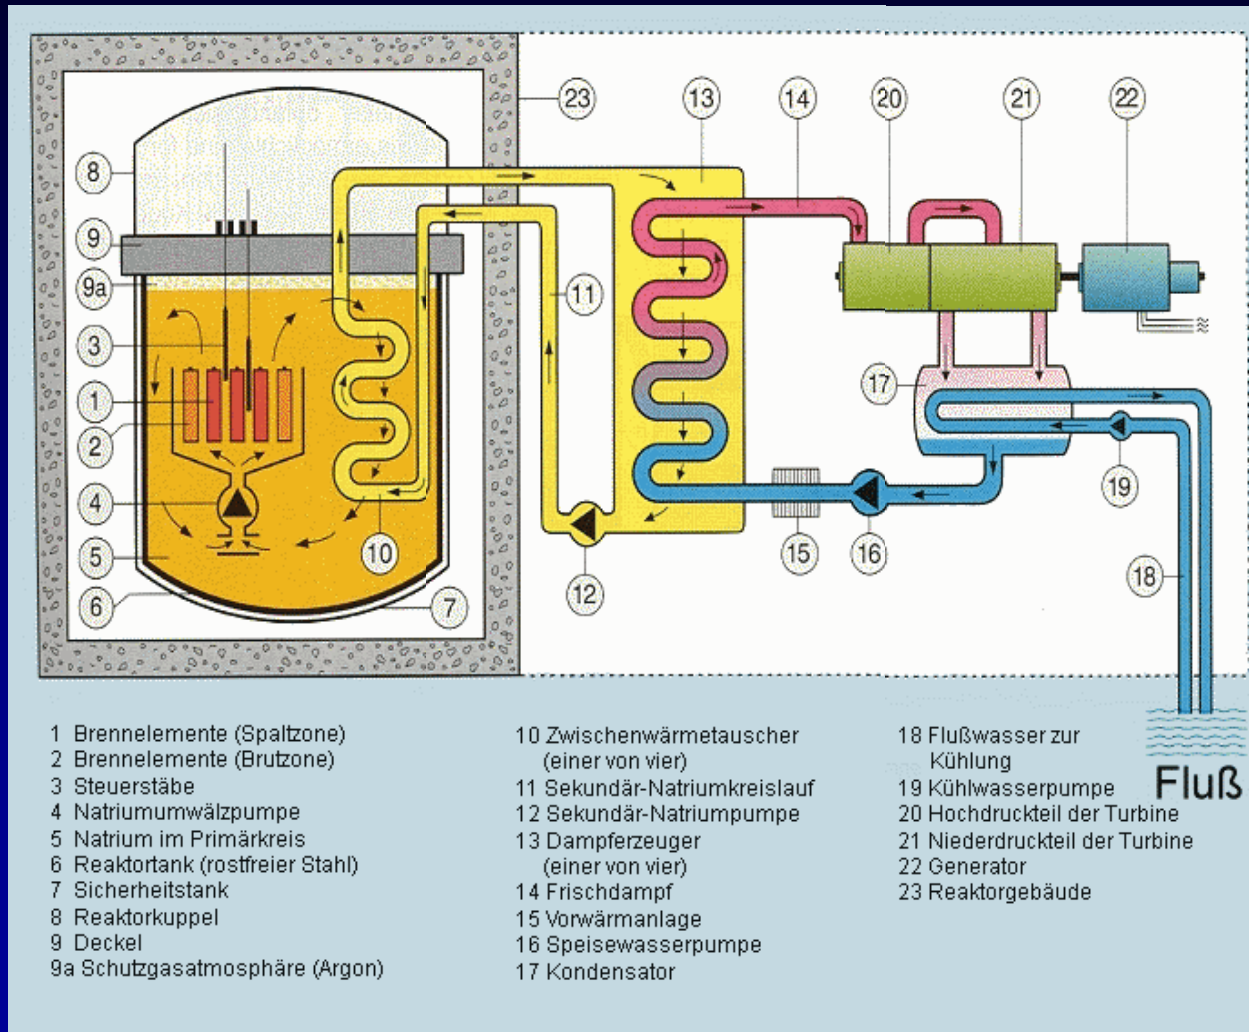 23
13
14
20
21
22
8
9
9a
11
3
17
1
2
4
19
5
10
15
16
18
12
6
7
1 Brennelemente (Spaltzone)
2 Brennelemente (Brutzone)
3 Steuerstäbe
4 Natriumumwälzpumpe
5 Natrium im Primärkreis
6 Reaktortank (rostfreier Stahl)
7 Sicherheitstank
8 Reaktorkuppel
9 Deckel
9a Schutzgasatmosphäre (Argon)
10 Zwischenwärmetauscher
(einer von vier)
11 Sekundär-Natriumkreislauf
12 Sekundär-Natriumpumpe
13 Dampferzeuger
(einer von vier)
14 Frischdampf
15 Vorwärmanlage
16 Speisewasserpumpe
17 Kondensator
18 Flußwasser zur
Kühlung
19 Kühlwasserpumpe
20 Hochdruckteil der Turbine
21 Niederdruckteil der Turbine
22 Generator
23 Reaktorgebäude
Fluß